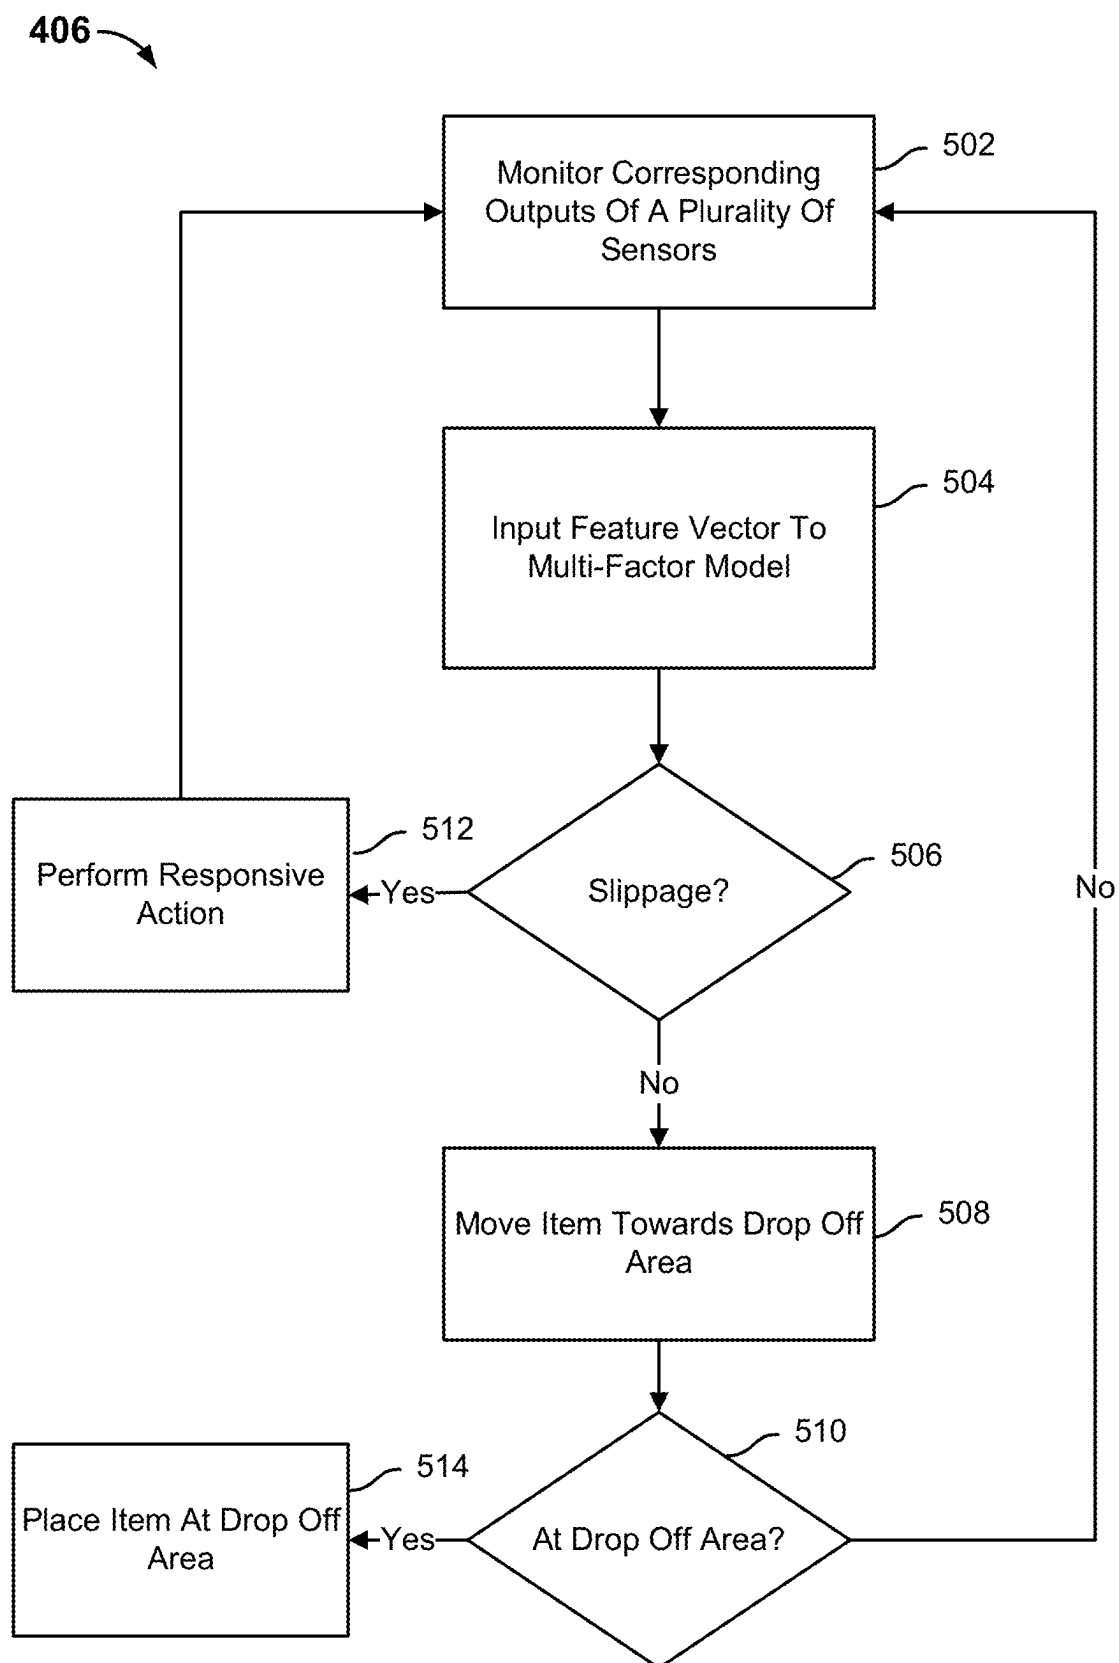 406
502
Monitor Corresponding
Outputs Of A Plurality Of
Sensors
504
Input Feature Vector To
Multi-Factor Model
512
506
Perform Responsive
Action
Yes
Slippage?
No
No
508
Move Item Towards Drop Off
Area
510
514
Place Item At Drop Off
Area
Yes
At Drop Off Area?